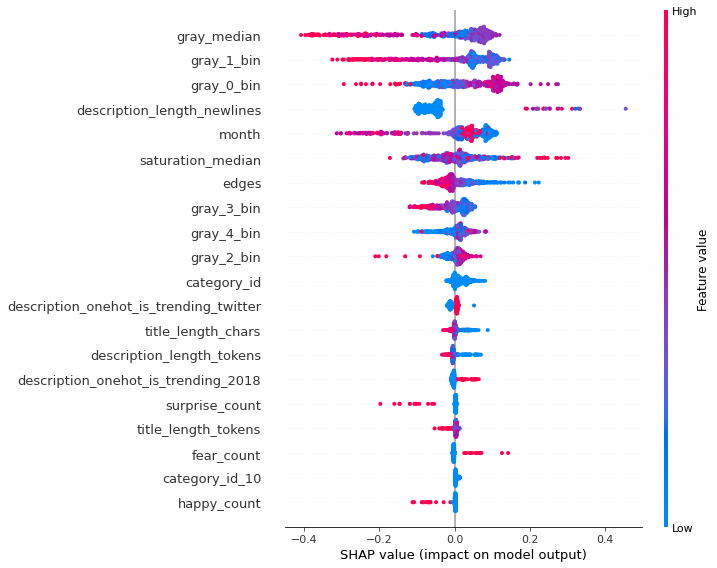 High
gray_median
gray_1_bin
gray_0_bin
description_length_newlines
month
saturation_median
edges
gray_3_bin
gray_4_bin
gray_2_bin
category_id
description_onehot_is_trending_twitter
title_length_chars
description_length_tokens
description_onehot_is_trending_2018
surprise_count
title_length_tokens
fear_count
category_id_10
happy_count
Feature value
Low
−0.4 −0.2 0.0 0.2 0.4
SHAP value (impact on model output)